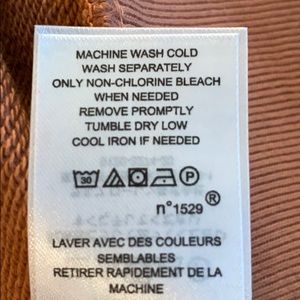 MACHINE WASH COLD
WASH SEPARATELY
ONLY NON-CHLORINE BLEACH
WHEN NEEDED
REMOVE PROMPTLY
TUMBLE DRY LOW
COOL IRON IF NEEDED
30 P
n°1529®
LAVER AVEC DES COULEURS
SEMBLABLES
RETIRER RAPIDEMENT DE LA
MACHINE